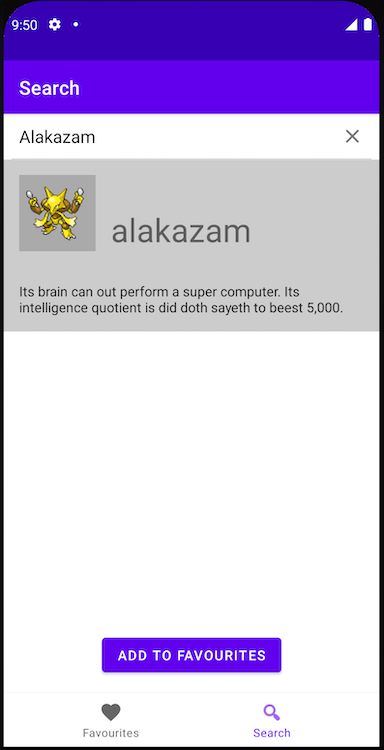 9:50
Search
Alakazam
alakazam
Its brain can out perform a super computer. Its
intelligence quotient is did doth sayeth to beest 5,000.
ADD TO FAVOURITES
Favourites
Search